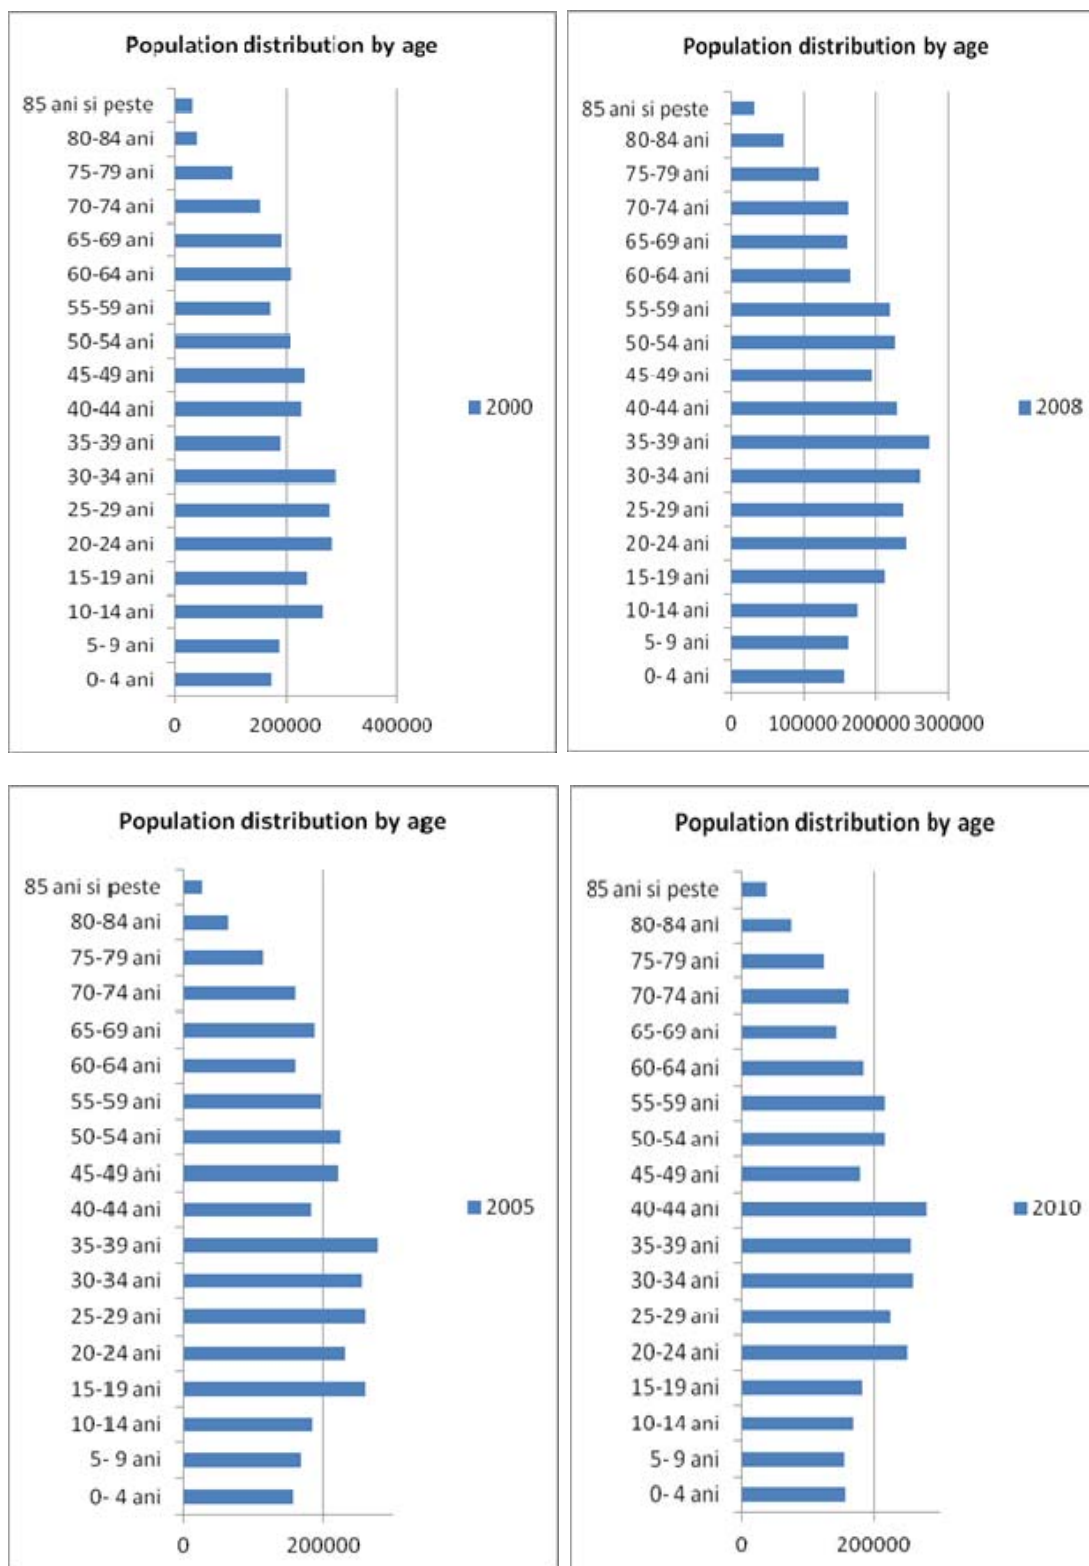 Population distribution by age
85 ani si peste
80-84 ani
75-79 ani
70-74 ani
65-69 ani
60-64 ani
55-59 ani
50-54 ani
45-49 ani
40-44 ani
35-39 ani
30-34 ani
25-29 ani
20-24 ani
15-19 ani
10-14 ani
5- 9 ani
0- 4 ani
0 200000 400000
2000
Population distribution by age
85 ani si peste
80-84 ani
75-79 ani
70-74 ani
65-69 ani
60-64 ani
55-59 ani
50-54 ani
45-49 ani
40-44 ani
35-39 ani
30-34 ani
25-29 ani
20-24 ani
15-19 ani
10-14 ani
5- 9 ani
0- 4 ani
0 100000 200000 300000
2008
Population distribution by age
85 ani si peste
80-84 ani
75-79 ani
70-74 ani
65-69 ani
60-64 ani
55-59 ani
50-54 ani
45-49 ani
40-44 ani
35-39 ani
30-34 ani
25-29 ani
20-24 ani
15-19 ani
10-14 ani
5- 9 ani
0- 4 ani
0 200000
2005
Population distribution by age
85 ani si peste
80-84 ani
75-79 ani
70-74 ani
65-69 ani
60-64 ani
55-59 ani
50-54 ani
45-49 ani
40-44 ani
35-39 ani
30-34 ani
25-29 ani
20-24 ani
15-19 ani
10-14 ani
5- 9 ani
0- 4 ani
0 200000
2010